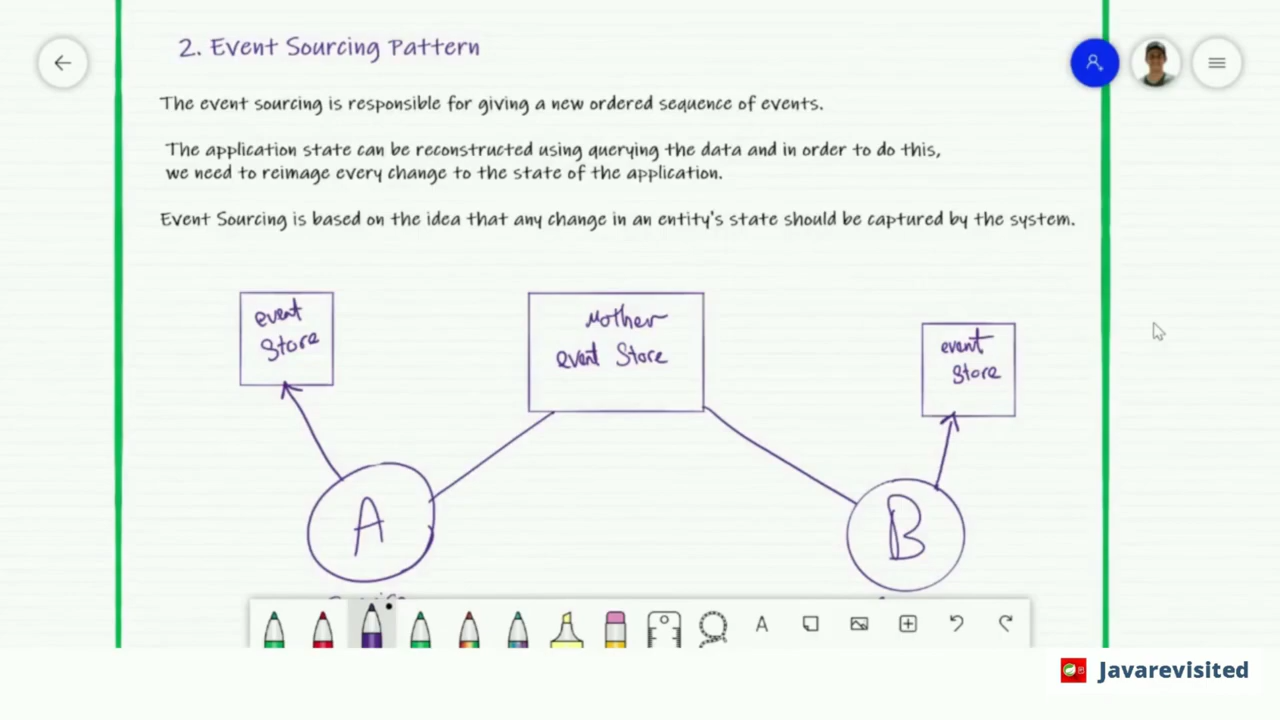 2. Event Sourcing Pattern
The event sourcing is responsible for giving a new ordered sequence of events.
The application state can be reconstructed using querying the data and in order to do this,
we need to reimage every change to the state of the application.
Event Sourcing is based on the idea that any change in an entity's state should be captured by the system.
event
Store
Mother
event Store
event
Store
A
B
A
Javarevisited